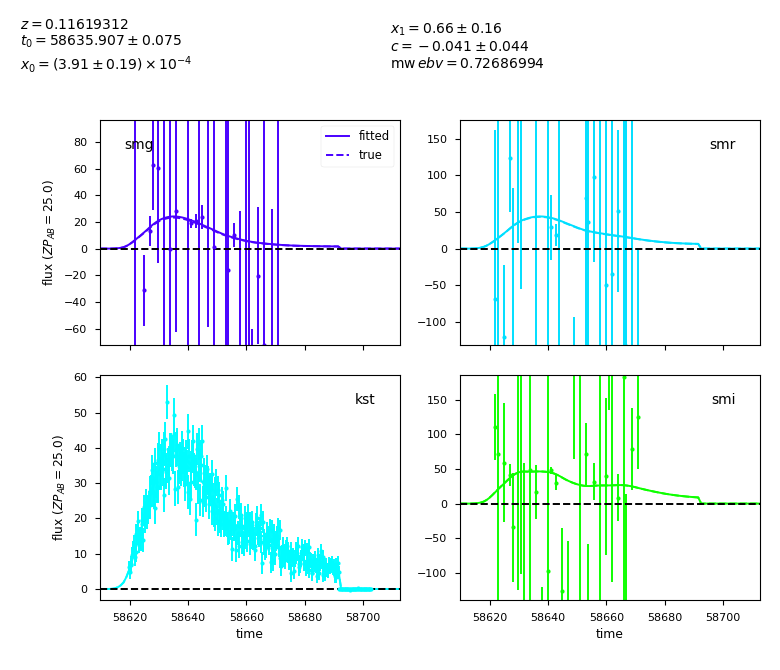 z = 0.11619312
t₀ = 58635.907 ± 0.075
x₀ = (3.91 ± 0.19) × 10⁻⁴
x₁ = 0.66 ± 0.16
c = −0.041 ± 0.044
mw ebv = 0.72686994
smg
fitted
true
80
60
40
20
0
−20
−40
−60
flux (ZP_AB = 25.0)
smr
150
100
50
0
−50
−100
kst
60
50
40
30
20
10
0
flux (ZP_AB = 25.0)
58620 58640 58660 58680 58700
time
smi
150
100
50
0
−50
−100
58620 58640 58660 58680 58700
time